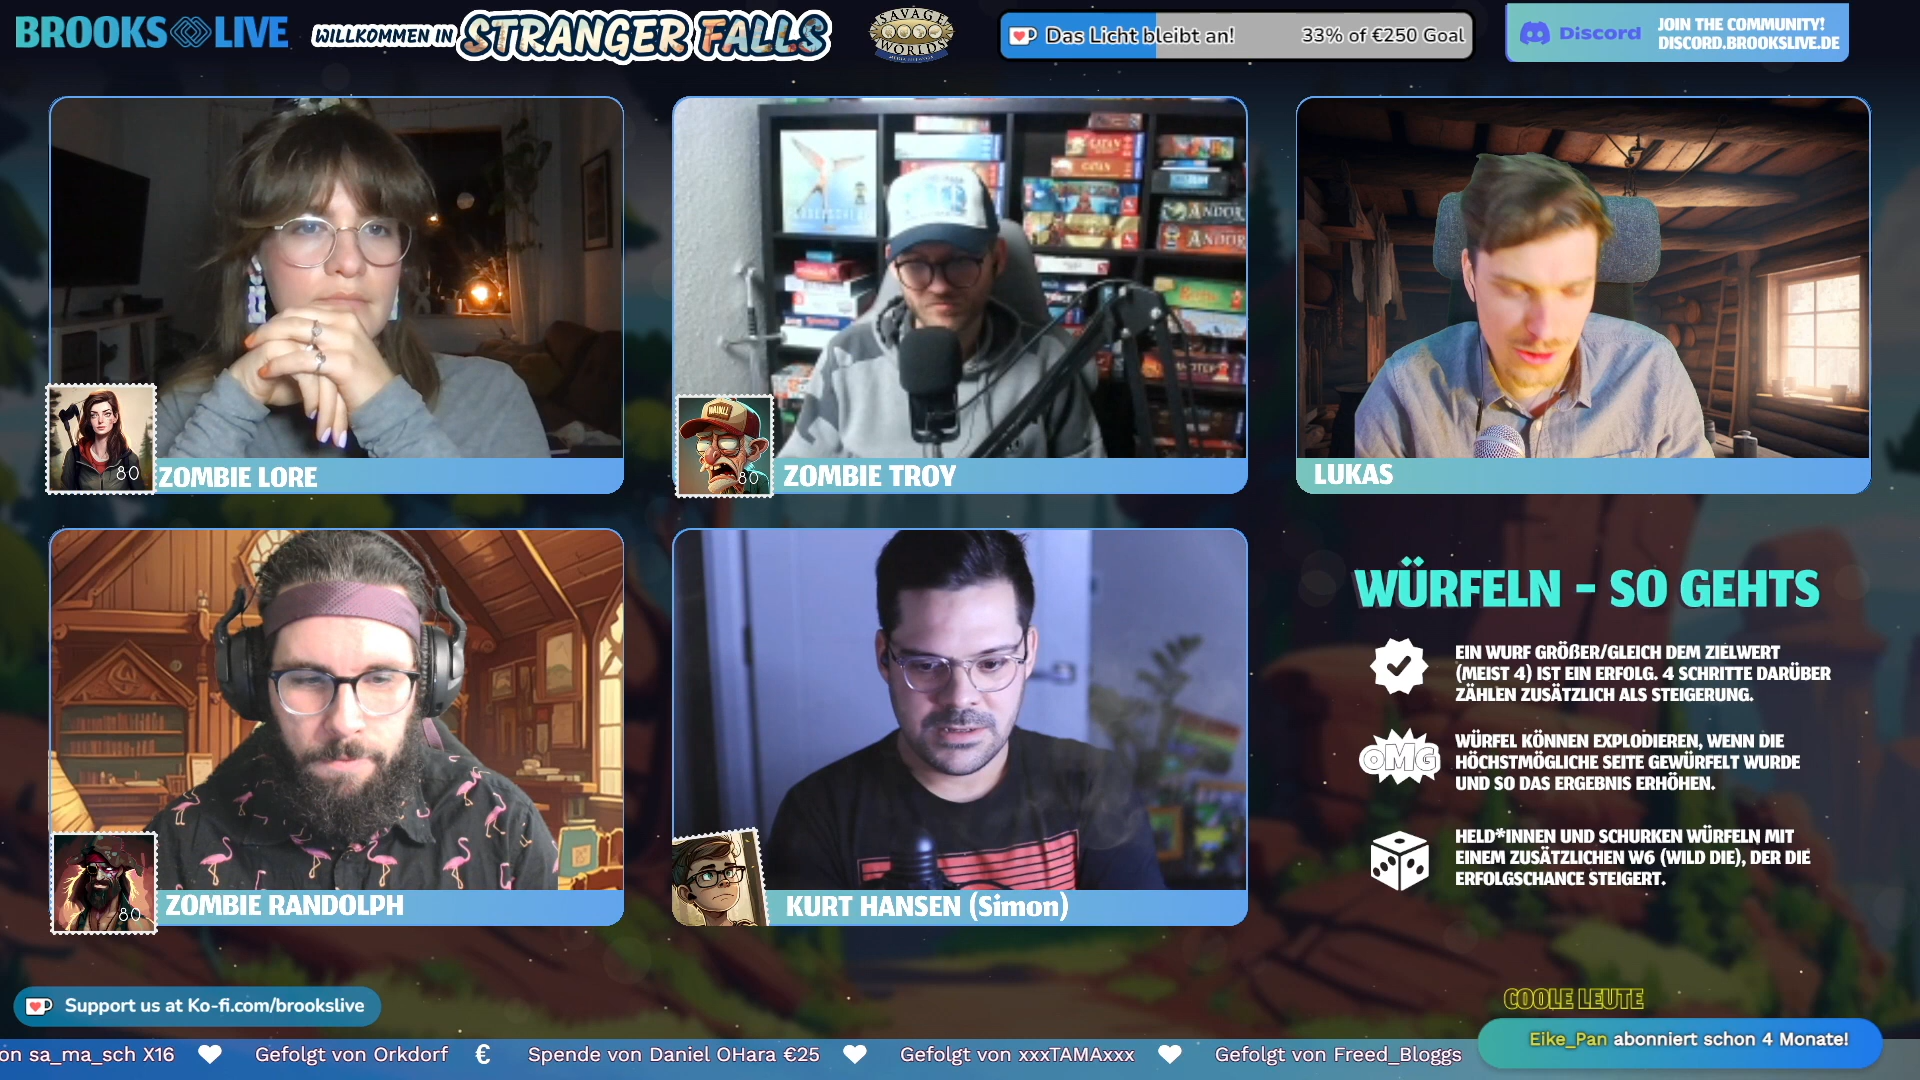 BROOKS LIVE
WILLKOMMEN IN STRANGER FALLS
SAVAGE WORLDS
Das Licht bleibt an! 33% of €250 Goal
Discord
JOIN THE COMMUNITY!
DISCORD.BROOKSLIVE.DE
CATAN
CATAN
ANDOR
ANDOR
80
ZOMBIE LORE
80
ZOMBIE TROY
LUKAS
80
ZOMBIE RANDOLPH
KURT HANSEN (Simon)
WÜRFELN - SO GEHTS
EIN WURF GRÖßER/GLEICH DEM ZIELWERT
(MEIST 4) IST EIN ERFOLG. 4 SCHRITTE DARÜBER
ZÄHLEN ZUSÄTZLICH ALS STEIGERUNG.
OMG
WÜRFEL KÖNNEN EXPLODIEREN, WENN DIE
HÖCHSTMÖGLICHE SEITE GEWÜRFELT WURDE
UND SO DAS ERGEBNIS ERHÖHEN.
HELD*INNEN UND SCHURKEN WÜRFELN MIT
EINEM ZUSÄTZLICHEN W6 (WILD DIE), DER DIE
ERFOLGSCHANCE STEIGERT.
Support us at Ko-fi.com/brookslive
COOLE LEUTE
Eike_Pan abonniert schon 4 Monate!
on sa_ma_sch X16 Gefolgt von Orkdorf € Spende von Daniel OHara €25 Gefolgt von xxxTAMAxxx Gefolgt von Freed_Bloggs